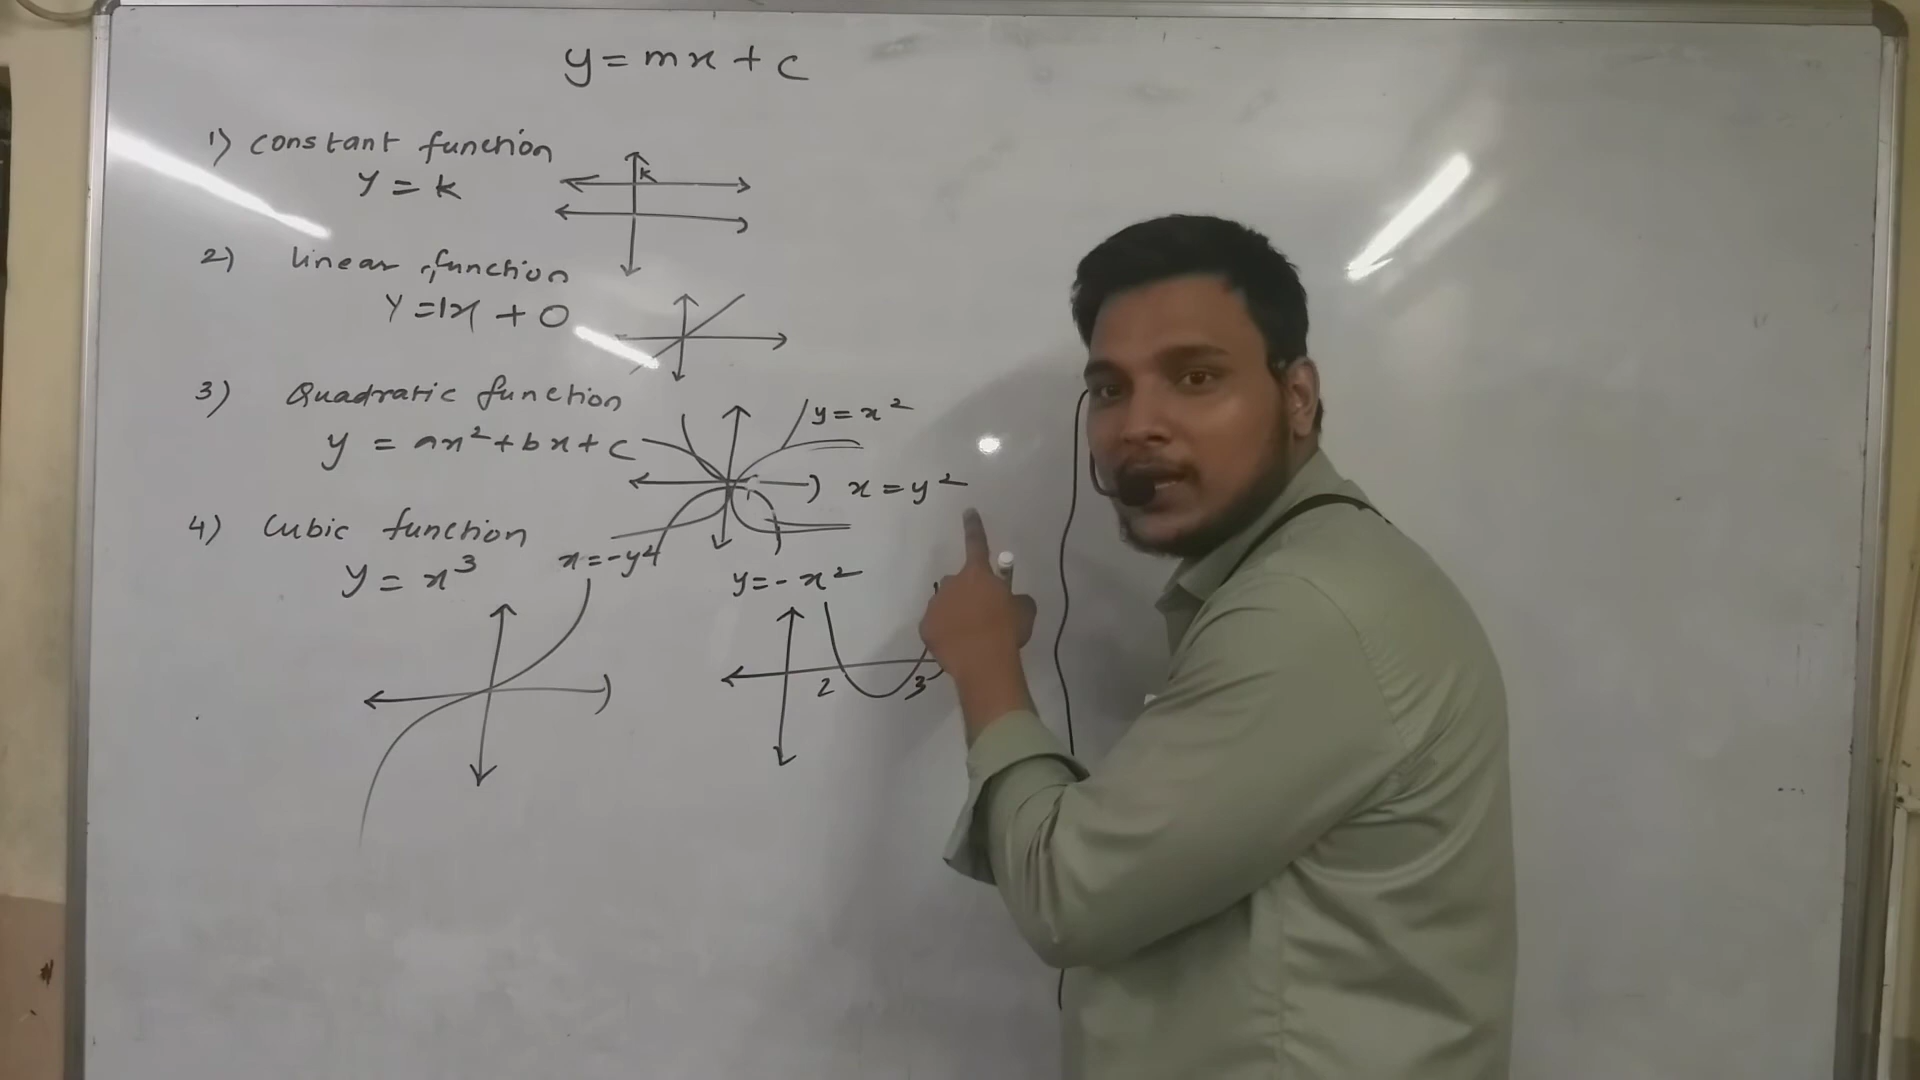 y = mx + c
1) constant function
y = k
k
2) linear function
y = 1x + 0
3) Quadratic function
y = ax² + bx + c
y = x²
x = y²
4) Cubic function
y = x³
x = -y²
y = -x²
2 3